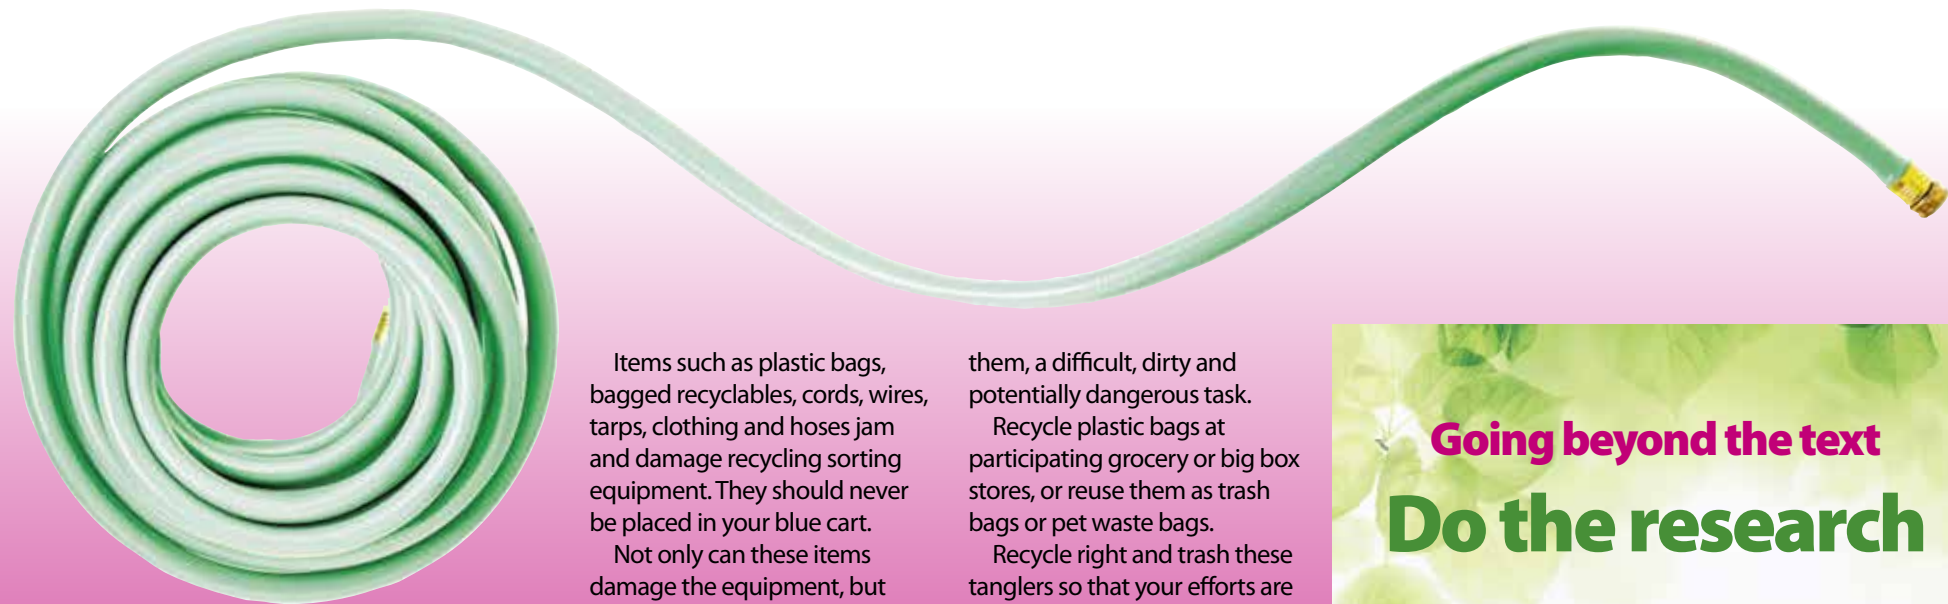 Items such as plastic bags,
bagged recyclables, cords, wires,
tarps, clothing and hoses jam
and damage recycling sorting
equipment. They should never
be placed in your blue cart.
Not only can these items
damage the equipment, but
them, a difficult, dirty and
potentially dangerous task.
Recycle plastic bags at
participating grocery or big box
stores, or reuse them as trash
bags or pet waste bags.
Recycle right and trash these
tanglers so that your efforts are
Going beyond the text
Do the research